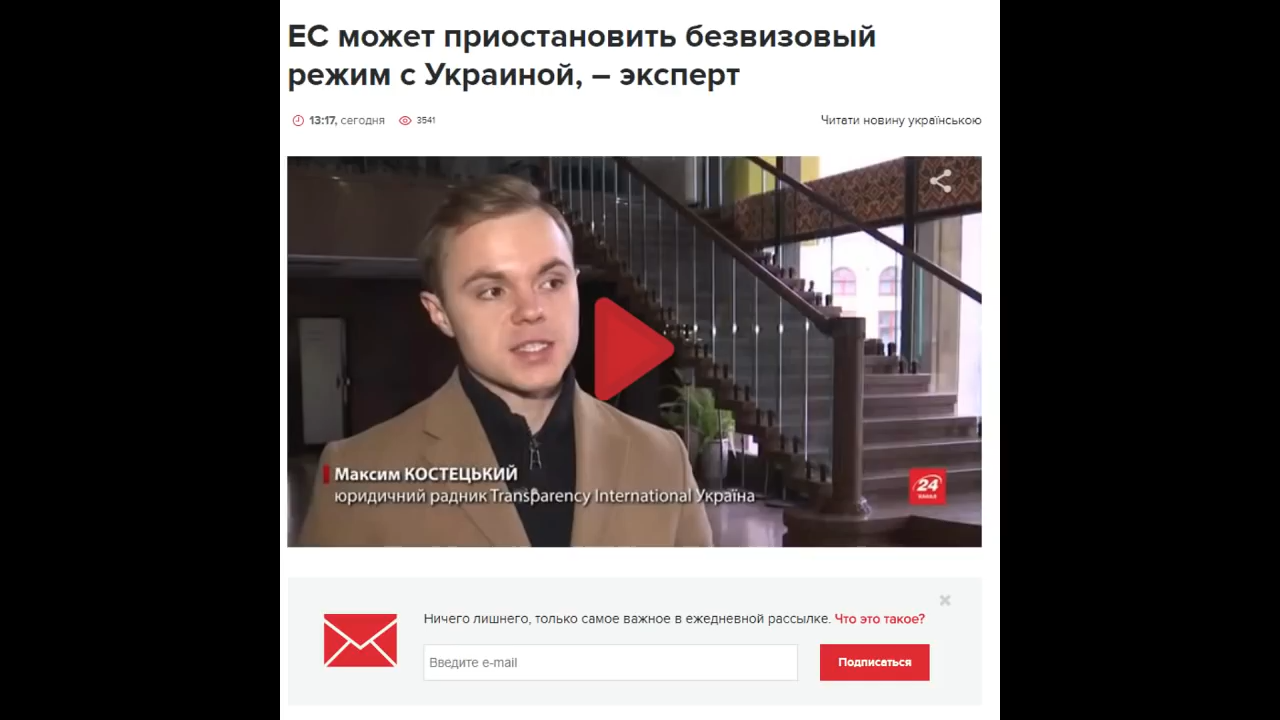 ЕС может приостановить безвизовый
режим с Украиной, – эксперт
13:17, сегодня 3541
Читати новину українською
Максим КОСТЕЦЬКИЙ
юридичний радник Transparency International Україна
24
КАНАЛ
Ничего лишнего, только самое важное в ежедневной рассылке. Что это такое?
Введите e-mail
Подписаться